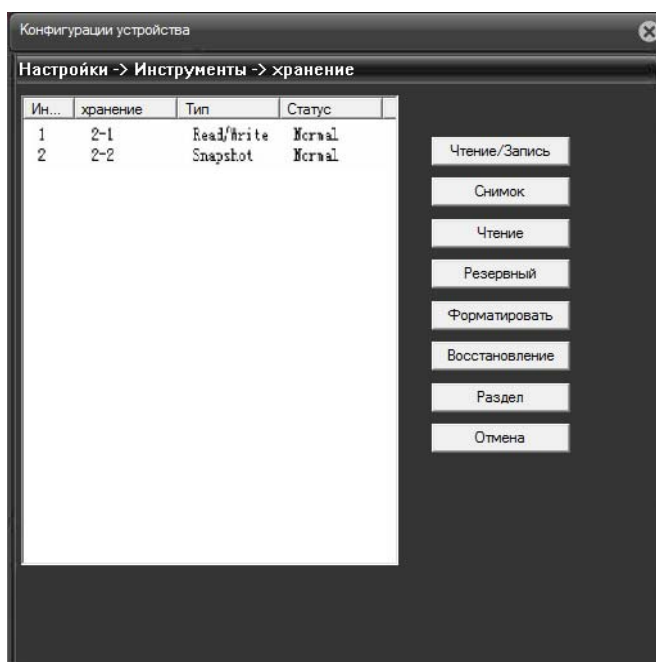 Конфигурации устройства
Настройки -> Инструменты -> хранение
Ин... хранение Тип Статус
1 2-1 Read/Write Normal
2 2-2 Snapshot Normal
Чтение/Запись
Снимок
Чтение
Резервный
Форматировать
Восстановление
Раздел
Отмена